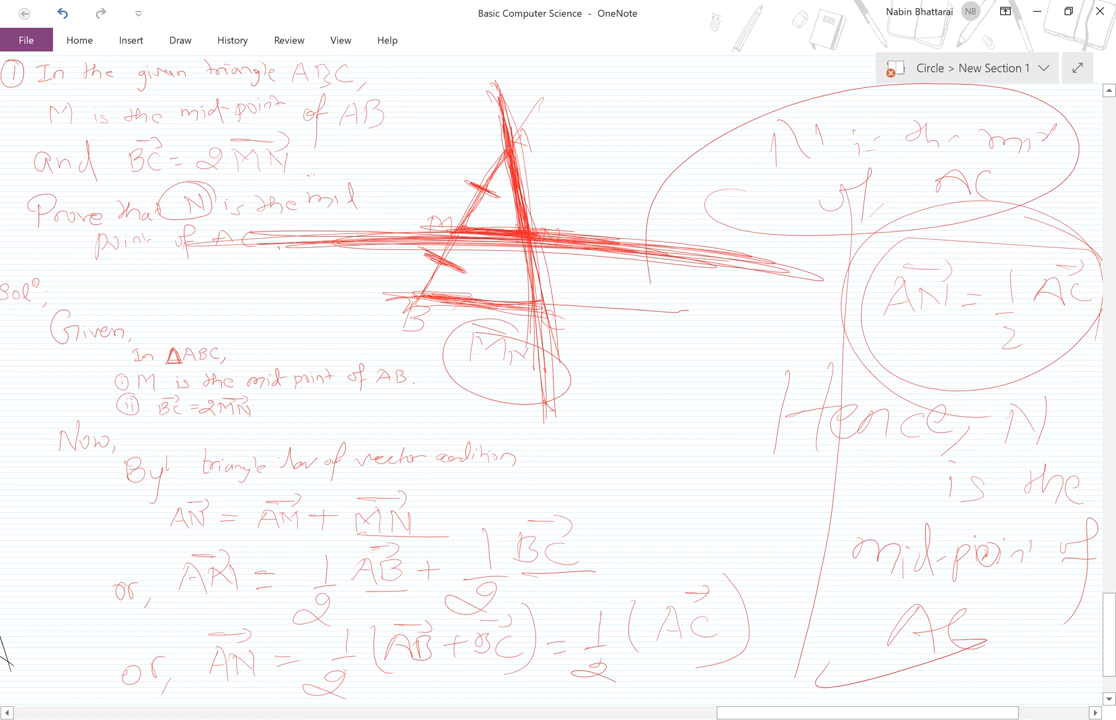 Basic Computer Science - OneNote
Nabin Bhattarai NB
File Home Insert Draw History Review View Help
Circle > New Section 1
① In the given triangle ABC,
M is the mid-point of AB
and BC⃗ = 2MN⃗
Prove that N is the mid
point of AC.
Solⁿ,
Given,
In ΔABC,
① M is the mid point of AB.
ⅱ BC⃗ = 2MN⃗
Now,
By triangle law of vector
AN⃗ = AM⃗ + MN⃗
or, AN⃗ = 1/2 AB⃗ + 1/2 BC⃗
or, AN⃗ = 1/2 (AB⃗ + BC⃗) = 1/2 (AC⃗)
A
M
N
B
C
MN
N is the
of AC
AN⃗ = 1/2 AC⃗
Hence, N
is the
mid-point of
AC